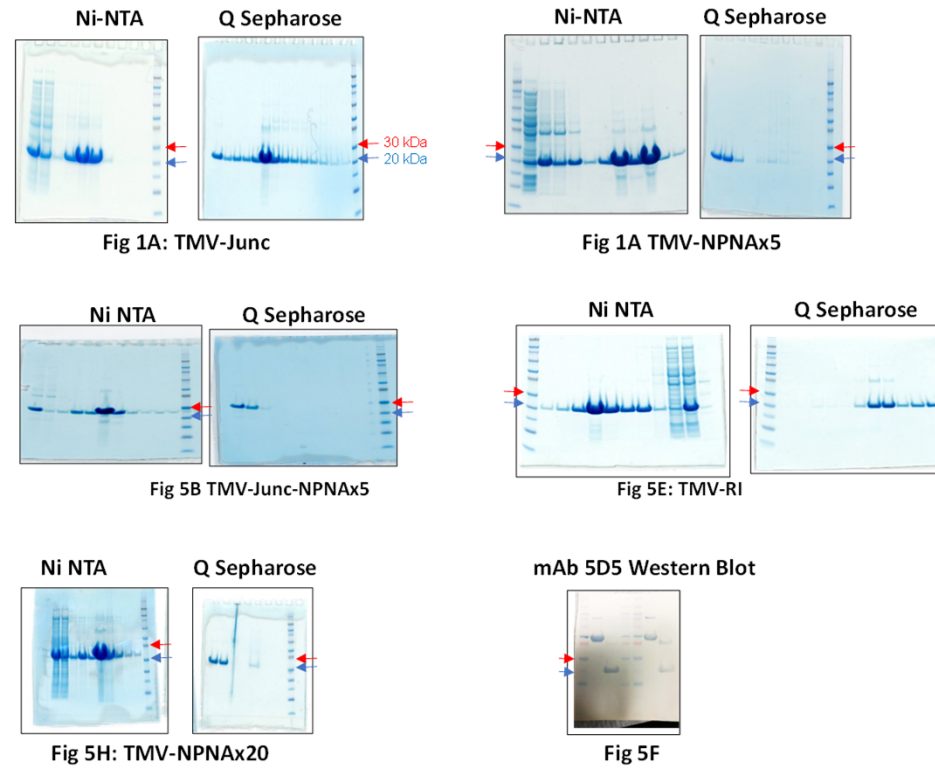 Ni-NTA
Q Sepharose
Ni-NTA
Q Sepharose
30 kDa
20 kDa
Fig 1A: TMV-Junc
Fig 1A TMV-NPNAx5
Ni NTA
Q Sepharose
Ni NTA
Q Sepharose
Fig 5B TMV-Junc-NPNAx5
Fig 5E: TMV-RI
Ni NTA
Q Sepharose
mAb 5D5 Western Blot
Fig 5H: TMV-NPNAx20
Fig 5F